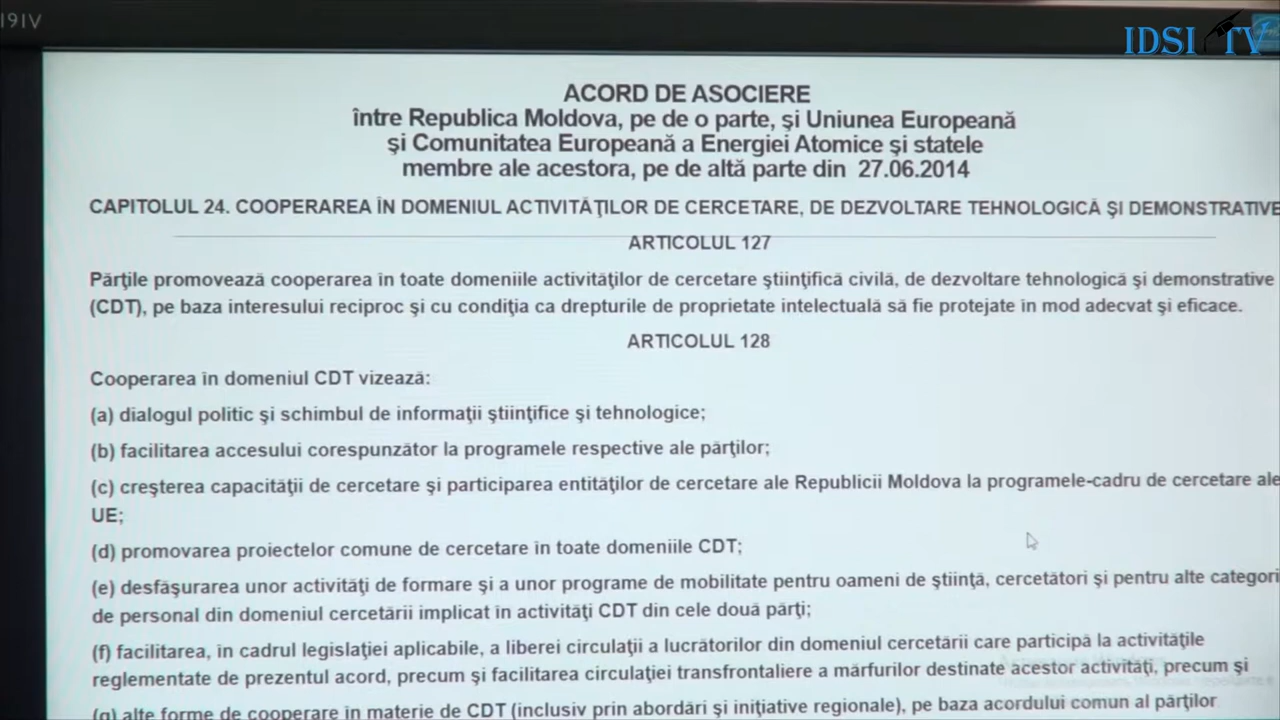 I9IV
IDSI TV
ACORD DE ASOCIERE
între Republica Moldova, pe de o parte, şi Uniunea Europeană
şi Comunitatea Europeană a Energiei Atomice şi statele
membre ale acestora, pe de altă parte din 27.06.2014
CAPITOLUL 24. COOPERAREA ÎN DOMENIUL ACTIVITĂŢILOR DE CERCETARE, DE DEZVOLTARE TEHNOLOGICĂ ŞI DEMONSTRATIVE
ARTICOLUL 127
Părţile promovează cooperarea în toate domeniile activităţilor de cercetare ştiinţifică civilă, de dezvoltare tehnologică şi demonstrative
(CDT), pe baza interesului reciproc şi cu condiţia ca drepturile de proprietate intelectuală să fie protejate în mod adecvat şi eficace.
ARTICOLUL 128
Cooperarea în domeniul CDT vizează:
(a) dialogul politic şi schimbul de informaţii ştiinţifice şi tehnologice;
(b) facilitarea accesului corespunzător la programele respective ale părţilor;
(c) creşterea capacităţii de cercetare şi participarea entităţilor de cercetare ale Republicii Moldova la programele-cadru de cercetare ale
UE;
(d) promovarea proiectelor comune de cercetare în toate domeniile CDT;
(e) desfăşurarea unor activităţi de formare şi a unor programe de mobilitate pentru oameni de ştiinţă, cercetători şi pentru alte categori
de personal din domeniul cercetării implicat în activităţi CDT din cele două părţi;
(f) facilitarea, în cadrul legislaţiei aplicabile, a liberei circulaţii a lucrătorilor din domeniul cercetării care participă la activităţile
reglementate de prezentul acord, precum şi facilitarea circulaţiei transfrontaliere a mărfurilor destinate acestor activităţi, precum şi
(g) alte forme de cooperare în materie de CDT (inclusiv prin abordări şi iniţiative regionale), pe baza acordului comun al părţilor